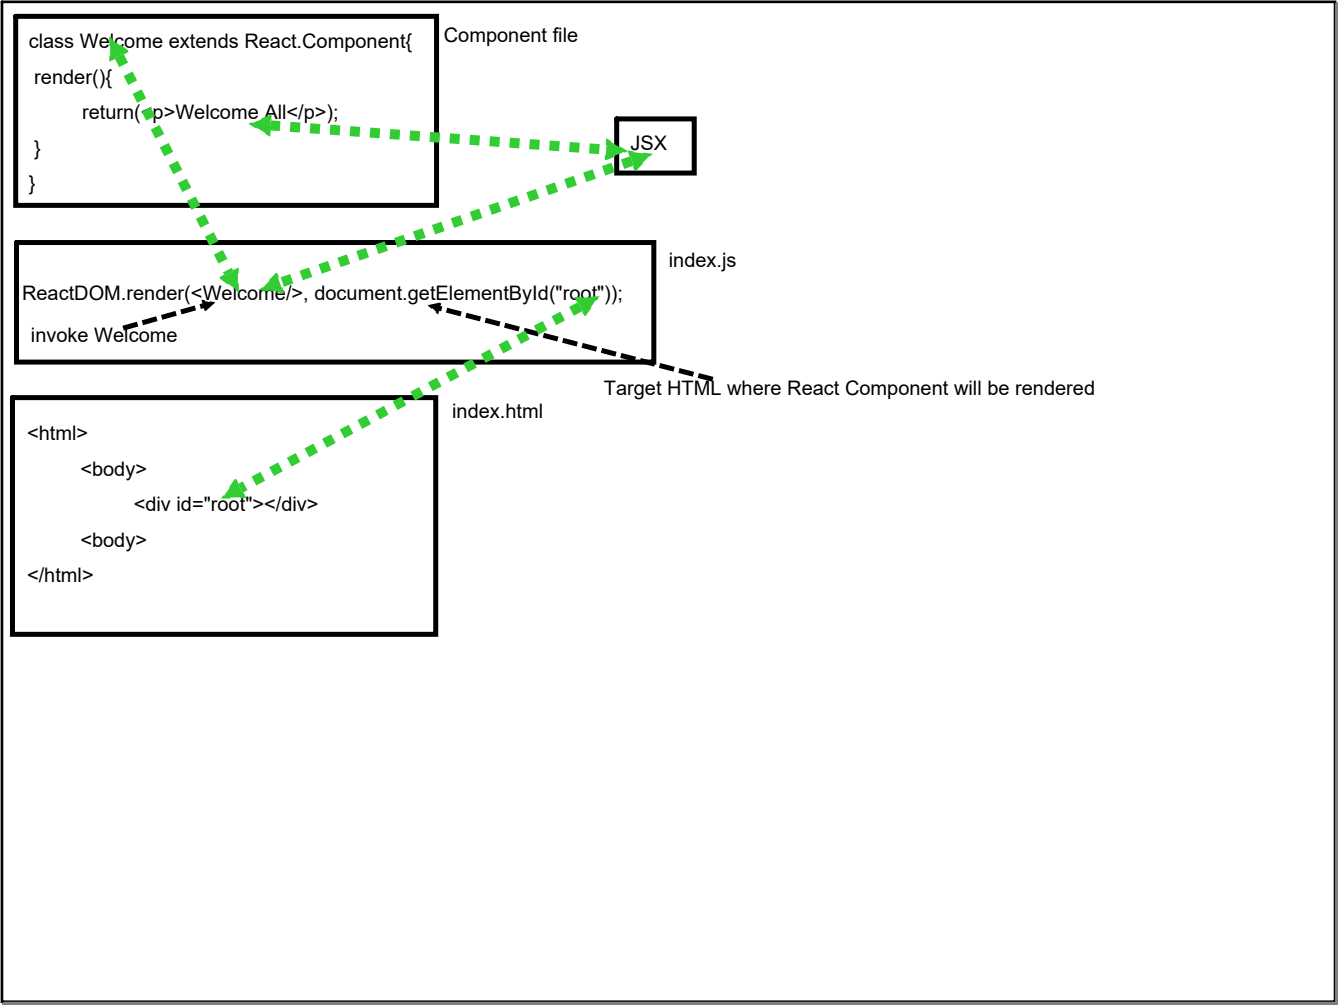 class Welcome extends React.Component{
Component file
render(){
return(<p>Welcome All</p>);
}
}
JSX
index.js
ReactDOM.render(<Welcome/>, document.getElementById("root"));
invoke Welcome
Target HTML where React Component will be rendered
index.html
<html>
<body>
<div id="root"></div>
<body>
</html>